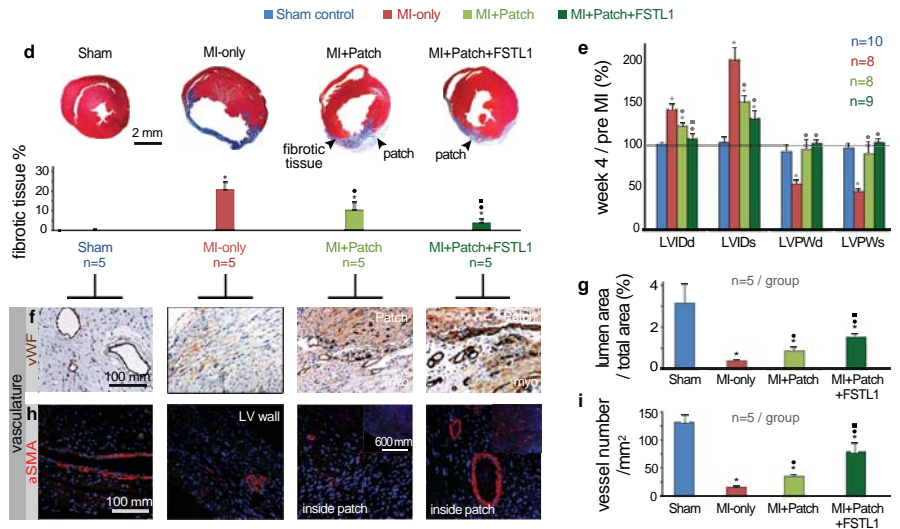 Sham control MI-only MI+Patch MI+Patch+FSTL1
d
Sham MI-only MI+Patch MI+Patch+FSTL1
2 mm
fibrotic
tissue
patch
patch
fibrotic tissue %
30
20
10
0
* ● * ■ ● *
Sham MI-only MI+Patch MI+Patch+FSTL1
n=5 n=5 n=5 n=5
e
week 4 / pre MI (%)
200
150
100
50
0
n=10
n=8
n=8
n=9
LVIDd LVIDs LVPWd LVPWs
vasculature
f
vWF
100 mm
Patch
myo
Patch
myo
g
n=5 / group
lumen area
/ total area (%)
4
2
0
* ● * ■ ● *
Sham MI-only MI+Patch MI+Patch
+FSTL1
h
aSMA
100 mm
LV wall
600 mm
inside patch
inside patch
i
n=5 / group
vessel number
/mm²
150
100
50
0
* ● * ■ ● *
Sham MI-only MI+Patch MI+Patch
+FSTL1